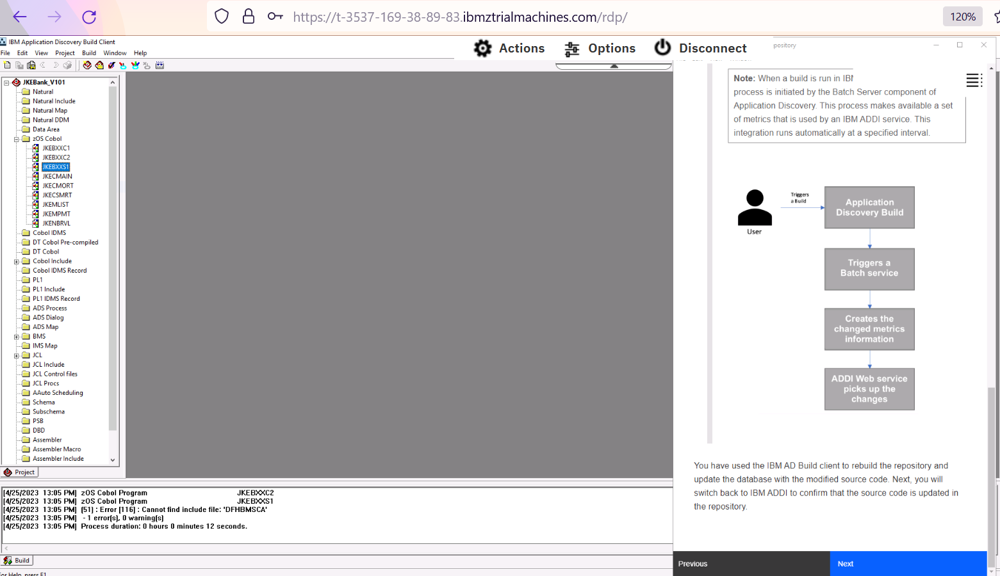 https://t-3537-169-38-89-83.ibmztrialmachines.com/rdp/
120%
IBM Application Discovery Build Client
File Edit View Project Build Window Help
Actions
Options
Disconnect
pository
JKEBank_V101
Natural
Natural Include
Natural Map
Natural DDM
Data Area
zOS Cobol
JKEBXXC1
JKEBXXC2
JKEBXXS1
JKECMAIN
JKECMORT
JKECSMRT
JKEMLIST
JKEMPMT
JKENBRVL
Cobol IDMS
DT Cobol Pre-compiled
DT Cobol
Cobol Include
Cobol IDMS Record
PL1
PL1 Include
PL1 IDMS Record
ADS Process
ADS Dialog
ADS Map
BMS
IMS Map
JCL
JCL Include
JCL Control files
JCL Procs
AAuto Scheduling
Schema
Subschema
PSB
DBD
Assembler
Assembler Macro
Assembler Include
Project
[4/25/2023 13:05 PM] zOS Cobol Program JKEBXXC2
[4/25/2023 13:05 PM] zOS Cobol Program JKEBXXS1
[4/25/2023 13:05 PM] (51) : Error [116] : Cannot find include file: 'DFHBMSCA'
[4/25/2023 13:05 PM] - 1 error(s), 0 warning(s)
[4/25/2023 13:05 PM] Process duration: 0 hours 0 minutes 12 seconds.
Build
For Help, press F1
Note: When a build is run in IBM
process is initiated by the Batch Server component of
Application Discovery. This process makes available a set
of metrics that is used by an IBM ADDI service. This
integration runs automatically at a specified interval.
User
Triggers
a Build
Application
Discovery Build
Triggers a
Batch service
Creates the
changed metrics
information
ADDI Web service
picks up the
changes
You have used the IBM AD Build client to rebuild the repository and
update the database with the modified source code. Next, you will
switch back to IBM ADDI to confirm that the source code is updated in
the repository.
Previous
Next